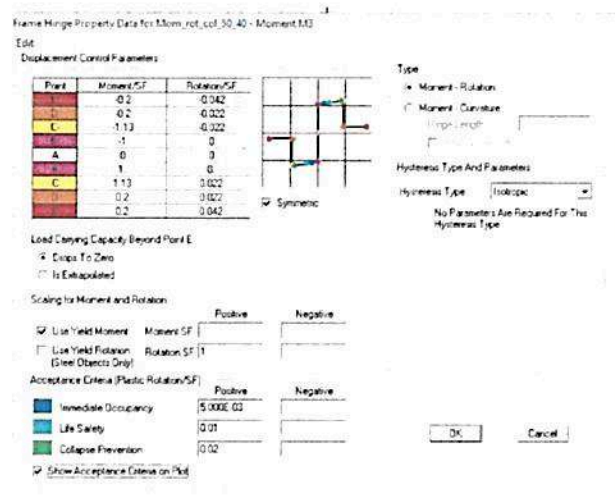 Frame Hinge Property Data for Mom_rot_col_50_40 - Moment M3
Edit
Displacement Control Parameters
Point Moment/SF Rotation/SF
-0.2 -0.042
-0.2 -0.022
C- -1.13 -0.022
-1 0
A 0 0
1 0
C 1.13 0.022
0.2 0.022
0.2 0.042
Symmetric
Type
Moment - Rotation
Moment - Curvature
Hinge Length
Hysteresis Type And Parameters
Hysteresis Type Isotropic
No Parameters Are Required For This
Hysteresis Type
Load Carrying Capacity Beyond Point E
Drops To Zero
Is Extrapolated
Scaling for Moment and Rotation
Positive Negative
Use Yield Moment Moment SF
Use Yield Rotation Rotation SF 1
(Steel Objects Only)
Acceptance Criteria (Plastic Rotation/SF)
Positive Negative
Immediate Occupancy 5.000E-03
Life Safety 0.01
Collapse Prevention 0.02
Show Acceptance Criteria on Plot
OK Cancel